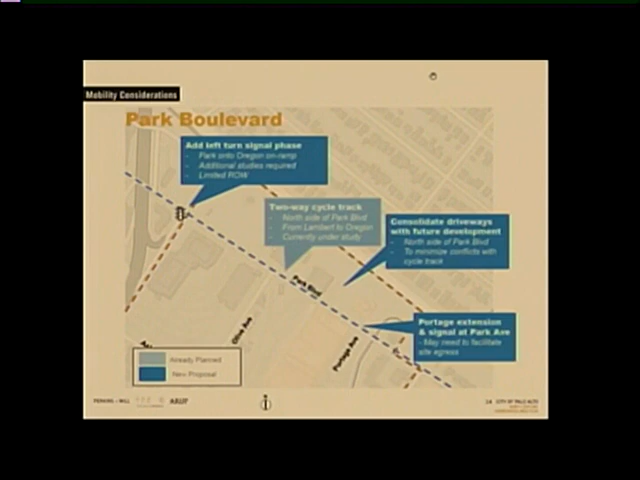 Mobility Considerations
Park Boulevard
Add left turn signal phase
- Park onto Oregon on-ramp
- Additional studies required
- Limited ROW
Two-way cycle track
- North side of Park Blvd
- From Lambert to Oregon
- Currently under study
Consolidate driveways
with future development
- North side of Park Blvd
- To minimize conflicts with
cycle track
Park Blvd
Portage extension
& signal at Park Ave
- May need to facilitate
site egress
Olive Ave
Portage Ave
Already Planned
New Proposal
PERKINS + WILL
ARUP
CITY OF PALO ALTO